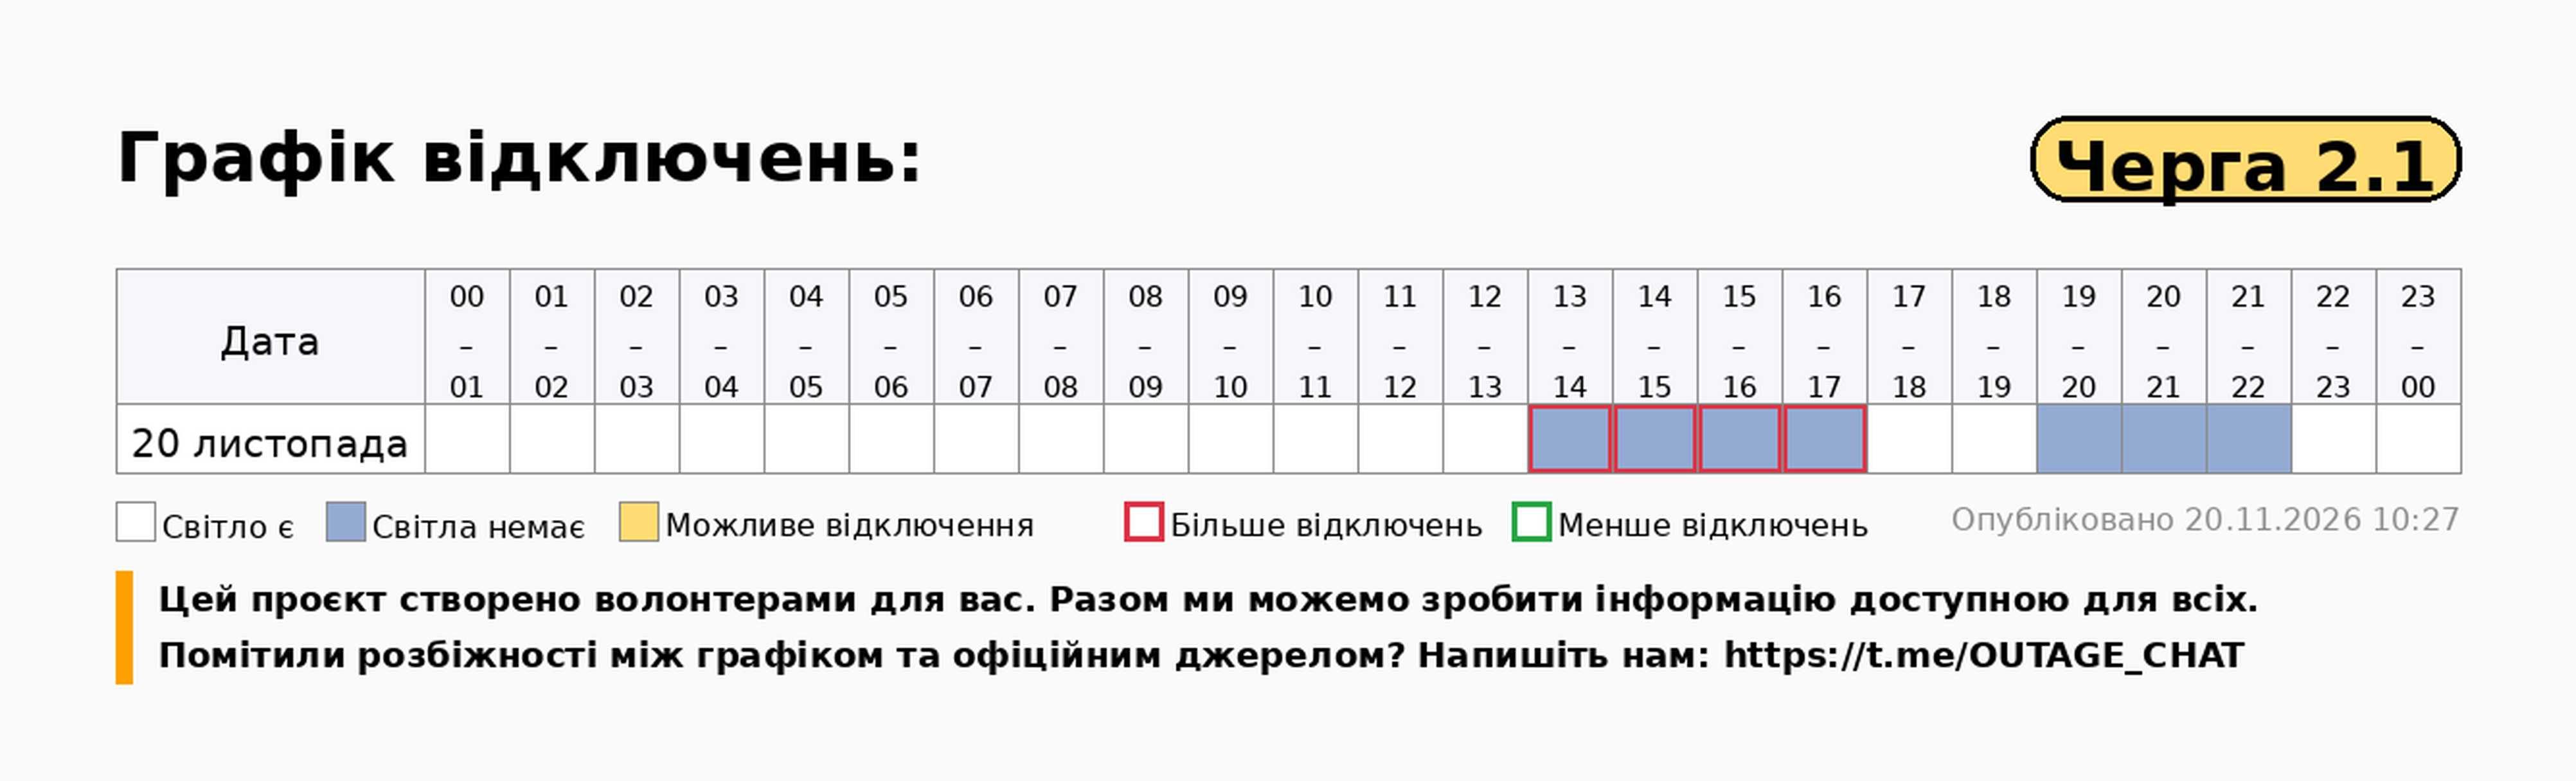 Графік відключень:
Черга 2.1
Дата
00 – 01
01 – 02
02 – 03
03 – 04
04 – 05
05 – 06
06 – 07
07 – 08
08 – 09
09 – 10
10 – 11
11 – 12
12 – 13
13 – 14
14 – 15
15 – 16
16 – 17
17 – 18
18 – 19
19 – 20
20 – 21
21 – 22
22 – 23
23 – 00
20 листопада
Світло є
Світла немає
Можливе відключення
Більше відключень
Менше відключень
Опубліковано 20.11.2026 10:27
Цей проєкт створено волонтерами для вас. Разом ми можемо зробити інформацію доступною для всіх.
Помітили розбіжності між графіком та офіційним джерелом? Напишіть нам: https://t.me/OUTAGE_CHAT